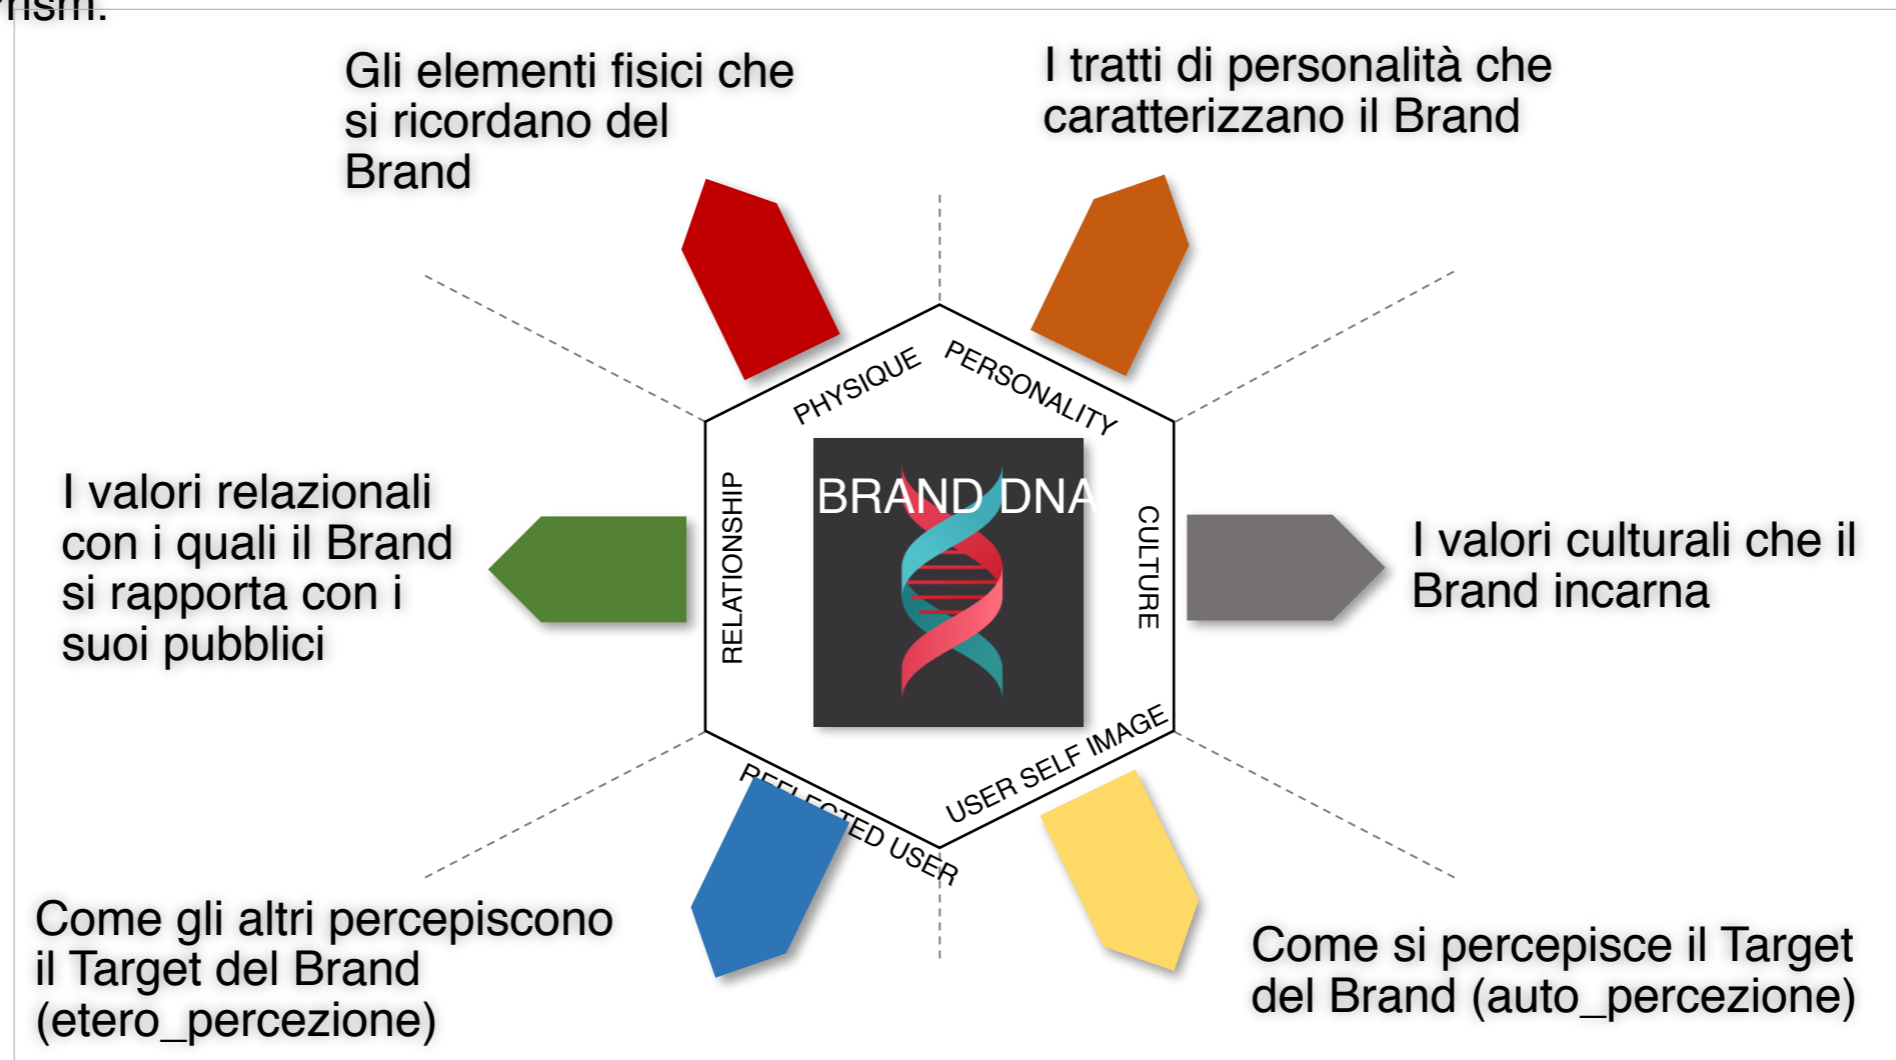 Gli elementi fisici che
si ricordano del
Brand
I tratti di personalità che
caratterizzano il Brand
PHYSIQUE
PERSONALITY
I valori relazionali
con i quali il Brand
si rapporta con i
suoi pubblici
RELATIONSHIP
BRAND DNA
CULTURE
I valori culturali che il
Brand incarna
REFLECTED USER
USER SELF IMAGE
Come gli altri percepiscono
il Target del Brand
(etero_percezione)
Come si percepisce il Target
del Brand (auto_percezione)